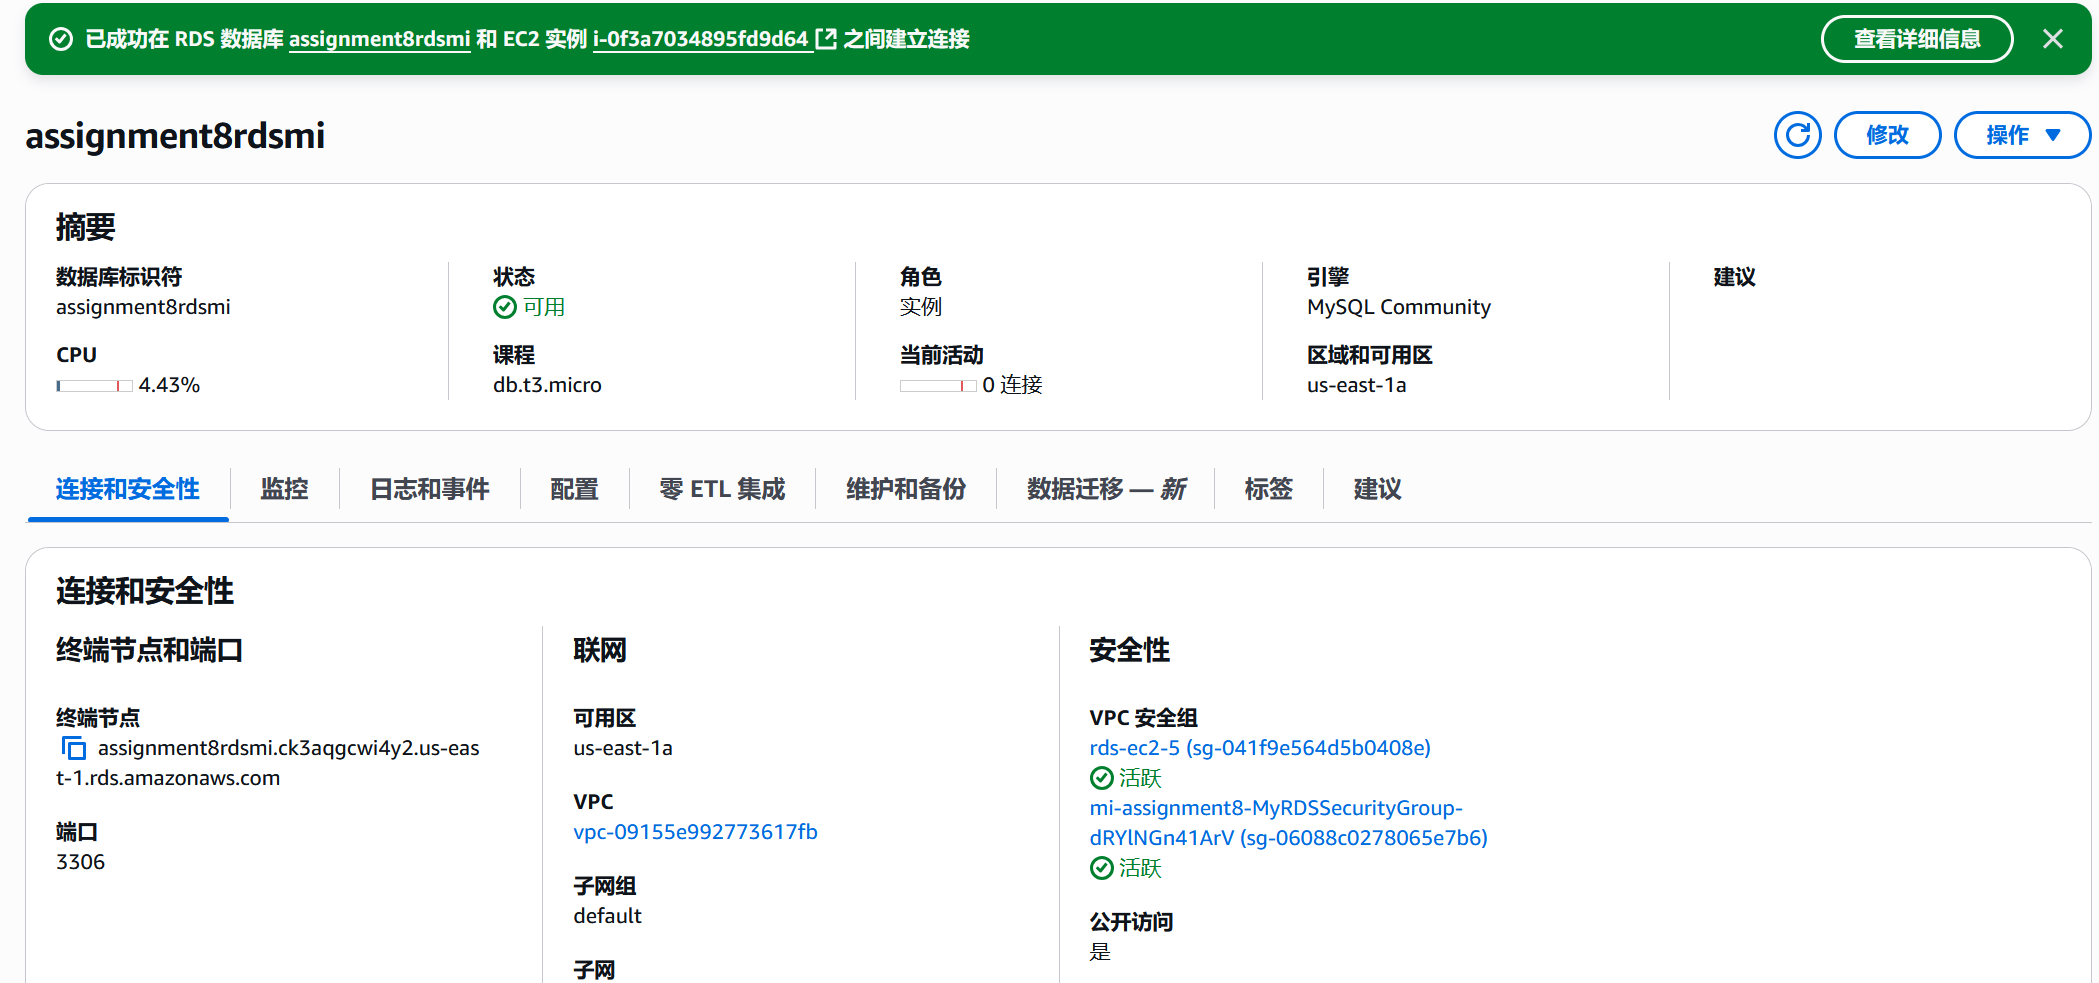 已成功在 RDS 数据库 assignment8rdsmi 和 EC2 实例 i-0f3a7034895fd9d64 之间建立连接
查看详细信息
assignment8rdsmi
修改
操作
摘要
数据库标识符
assignment8rdsmi
状态
可用
角色
实例
引擎
MySQL Community
建议
CPU
4.43%
课程
db.t3.micro
当前活动
0 连接
区域和可用区
us-east-1a
连接和安全性
监控
日志和事件
配置
零 ETL 集成
维护和备份
数据迁移 — 新
标签
建议
连接和安全性
终端节点和端口
终端节点
assignment8rdsmi.ck3aqgcwi4y2.us-eas
t-1.rds.amazonaws.com
端口
3306
联网
可用区
us-east-1a
VPC
vpc-09155e992773617fb
子网组
default
子网
安全性
VPC 安全组
rds-ec2-5 (sg-041f9e564d5b0408e)
活跃
mi-assignment8-MyRDSSecurityGroup-
dRYlNGn41ArV (sg-06088c0278065e7b6)
活跃
公开访问
是